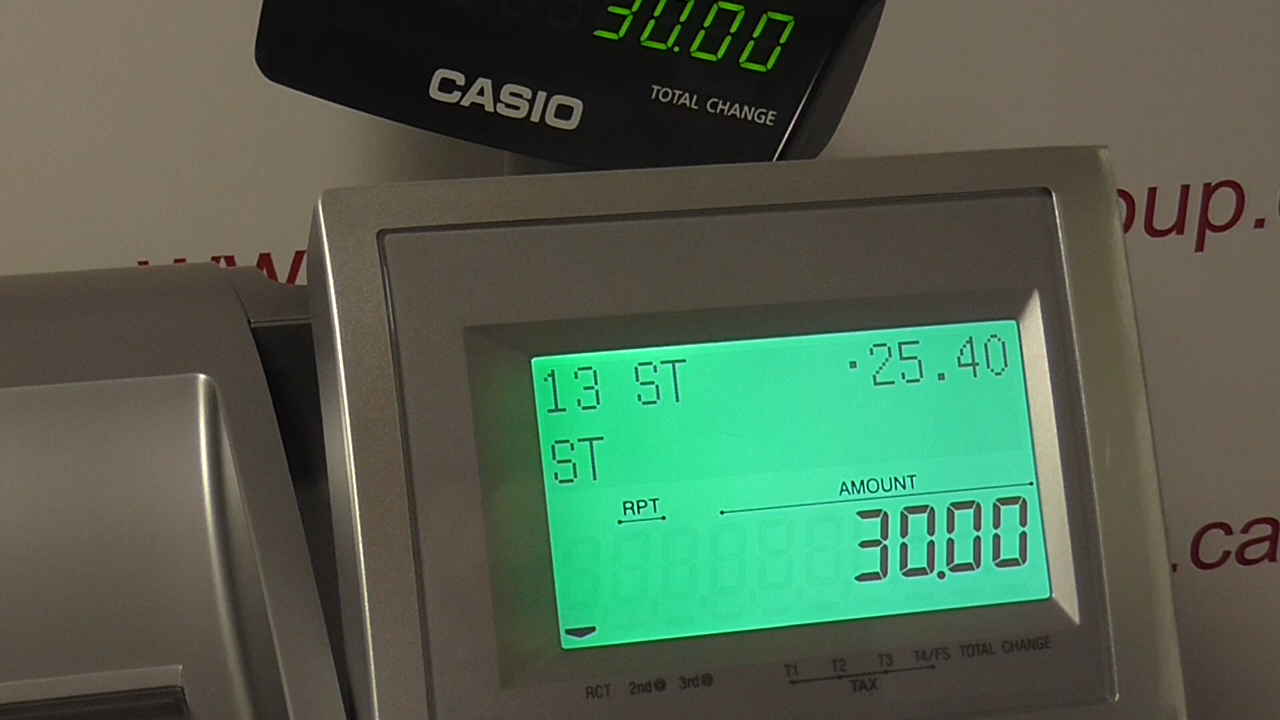 30.00
CASIO
TOTAL CHANGE
oup.
13 ST ·25.40
ST
RPT AMOUNT
30.00
.ca
RCT 2nd@ 3rd@ T1 T2 T3 T4/FS TOTAL CHANGE
TAX